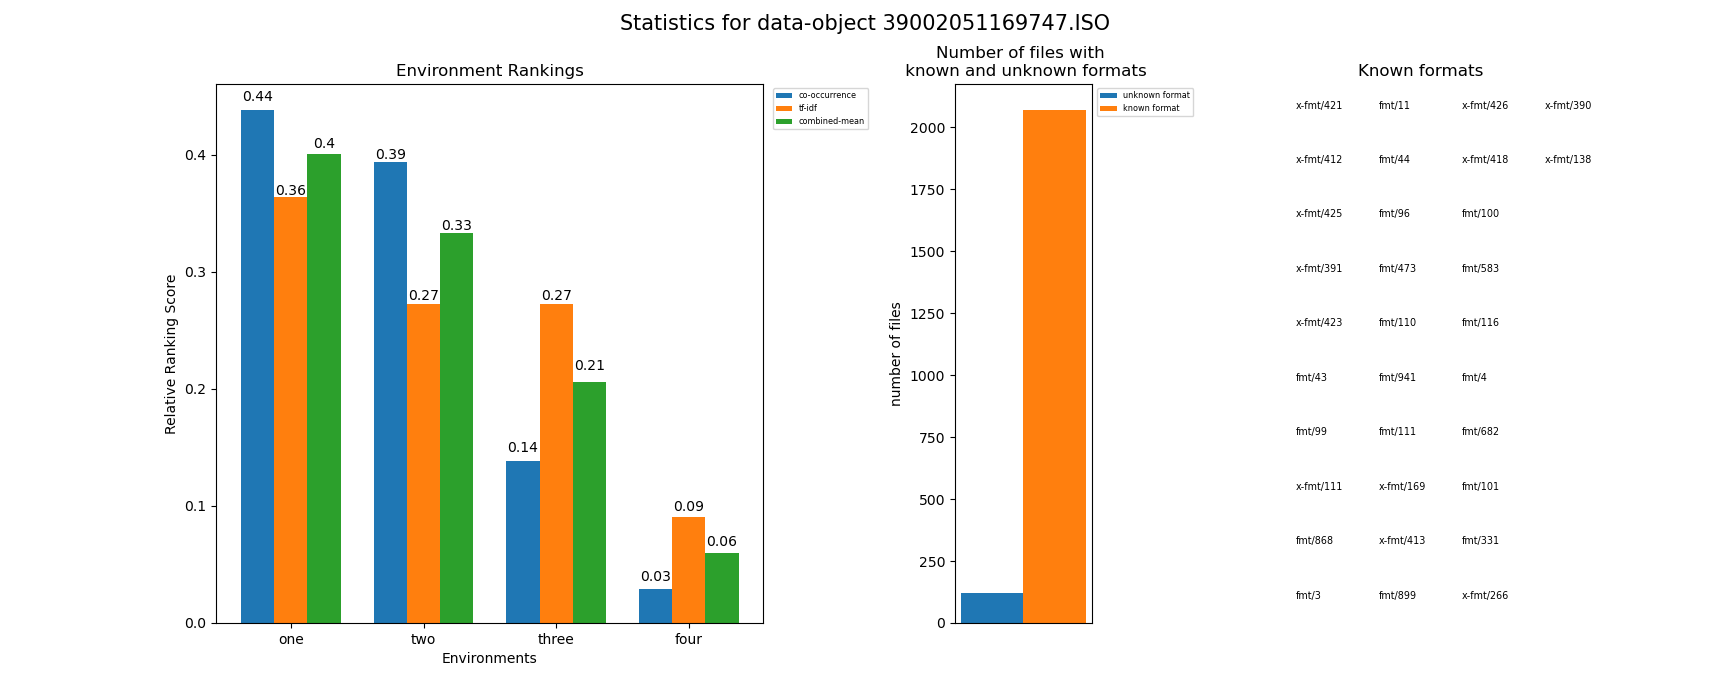 Statistics for data-object 39002051169747.ISO
Environment Rankings
Relative Ranking Score
0.4
0.3
0.2
0.1
0.0
0.44
0.36
0.4
0.39
0.27
0.33
0.14
0.27
0.21
0.03
0.09
0.06
one two three four
Environments
co-occurrence
tf-idf
combined-mean
Number of files with
known and unknown formats
number of files
2000
1750
1500
1250
1000
750
500
250
0
unknown format
known format
Known formats
x-fmt/421 fmt/11 x-fmt/426 x-fmt/390
x-fmt/412 fmt/44 x-fmt/418 x-fmt/138
x-fmt/425 fmt/96 fmt/100
x-fmt/391 fmt/473 fmt/583
x-fmt/423 fmt/110 fmt/116
fmt/43 fmt/941 fmt/4
fmt/99 fmt/111 fmt/682
x-fmt/111 x-fmt/169 fmt/101
fmt/868 x-fmt/413 fmt/331
fmt/3 fmt/899 x-fmt/266